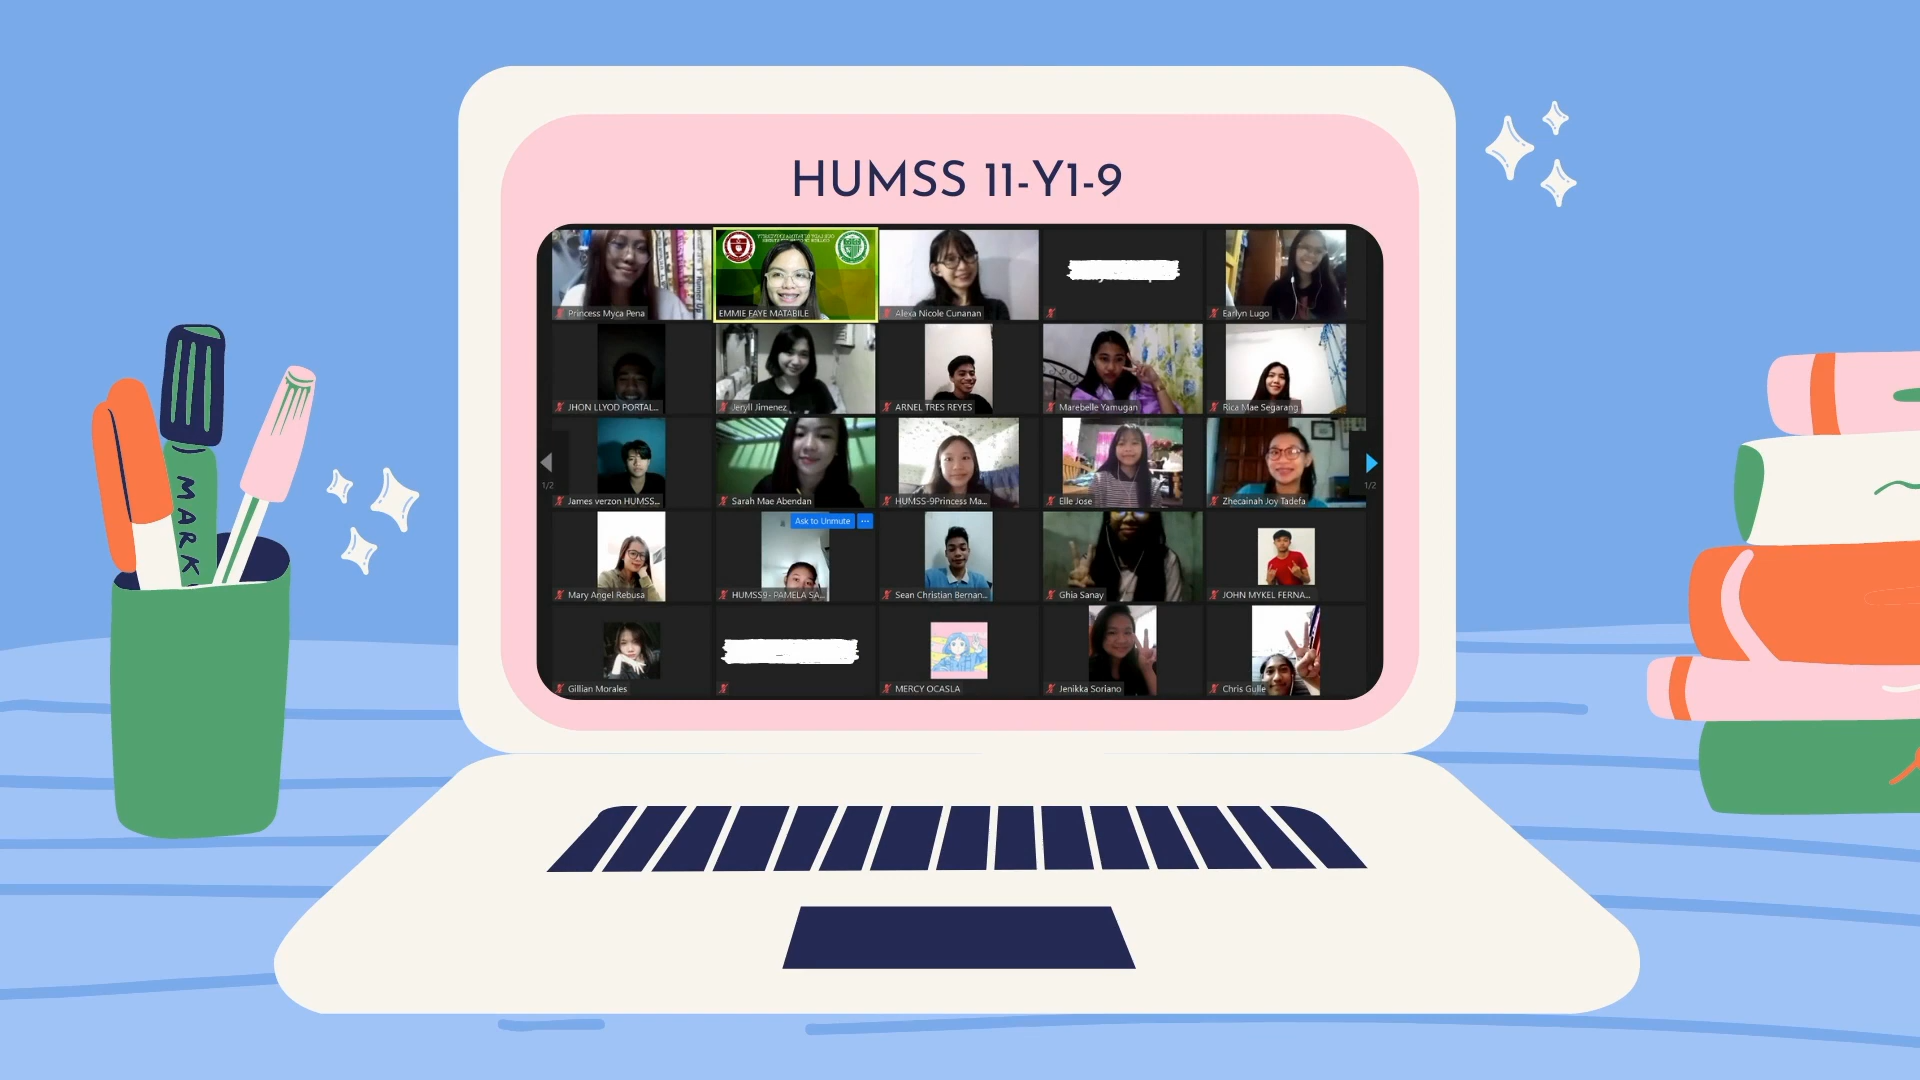 HUMSS 11-Y1-9
Princess Myca Pena
EMMIE FAYE MATABILE
Alexa Nicole Cunanan
Earlyn Lugo
JHON LLYOD PORTAL...
Jeryll Jimenez
ARNEL TRES REYES
Marebelle Yamugan
Rica Mae Segarang
1/2
James verzon HUMSS...
Sarah Mae Abendan
HUMSS-9Princess Ma...
Elle Jose
Zhecainah Joy Tadefa
1/2
Ask to Unmute
...
Mary Angel Rebusa
HUMSS9- PAMELA SA...
Sean Christian Bernan...
Ghia Sanay
JOHN MYKEL FERNA...
Gillian Morales
MERCY OCASLA
Jenikka Soriano
Chris Gulle
MARK